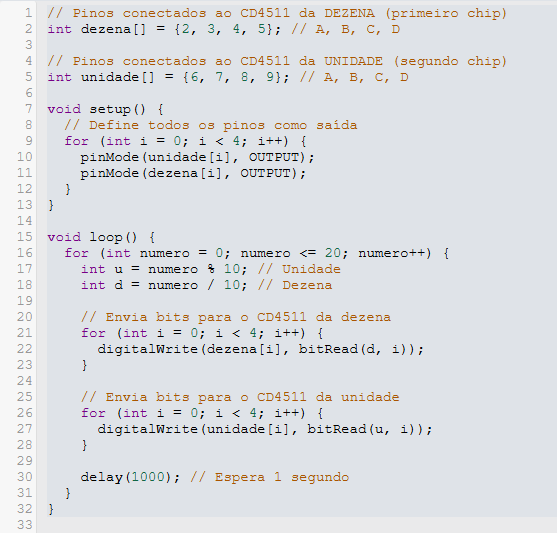 1 // Pinos conectados ao CD4511 da DEZENA (primeiro chip)
2 int dezena[] = {2, 3, 4, 5}; // A, B, C, D
3
4 // Pinos conectados ao CD4511 da UNIDADE (segundo chip)
5 int unidade[] = {6, 7, 8, 9}; // A, B, C, D
6
7 void setup() {
8   // Define todos os pinos como saída
9   for (int i = 0; i < 4; i++) {
10     pinMode(unidade[i], OUTPUT);
11     pinMode(dezena[i], OUTPUT);
12   }
13 }
14
15 void loop() {
16   for (int numero = 0; numero <= 20; numero++) {
17     int u = numero % 10; // Unidade
18     int d = numero / 10; // Dezena
19
20     // Envia bits para o CD4511 da dezena
21     for (int i = 0; i < 4; i++) {
22       digitalWrite(dezena[i], bitRead(d, i));
23     }
24
25     // Envia bits para o CD4511 da unidade
26     for (int i = 0; i < 4; i++) {
27       digitalWrite(unidade[i], bitRead(u, i));
28     }
29
30     delay(1000); // Espera 1 segundo
31   }
32 }
33